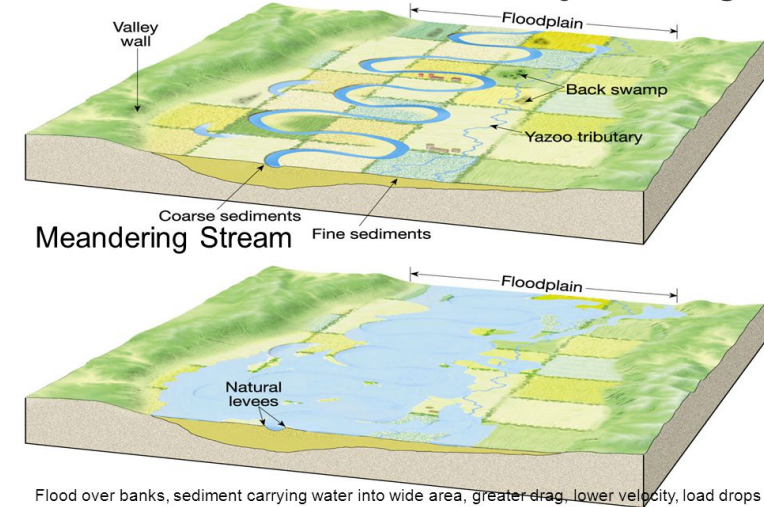 Floodplain
Valley
wall
Back swamp
Yazoo tributary
Coarse sediments
Fine sediments
Meandering Stream
Floodplain
Natural
levees
Flood over banks, sediment carrying water into wide area, greater drag, lower velocity, load drops